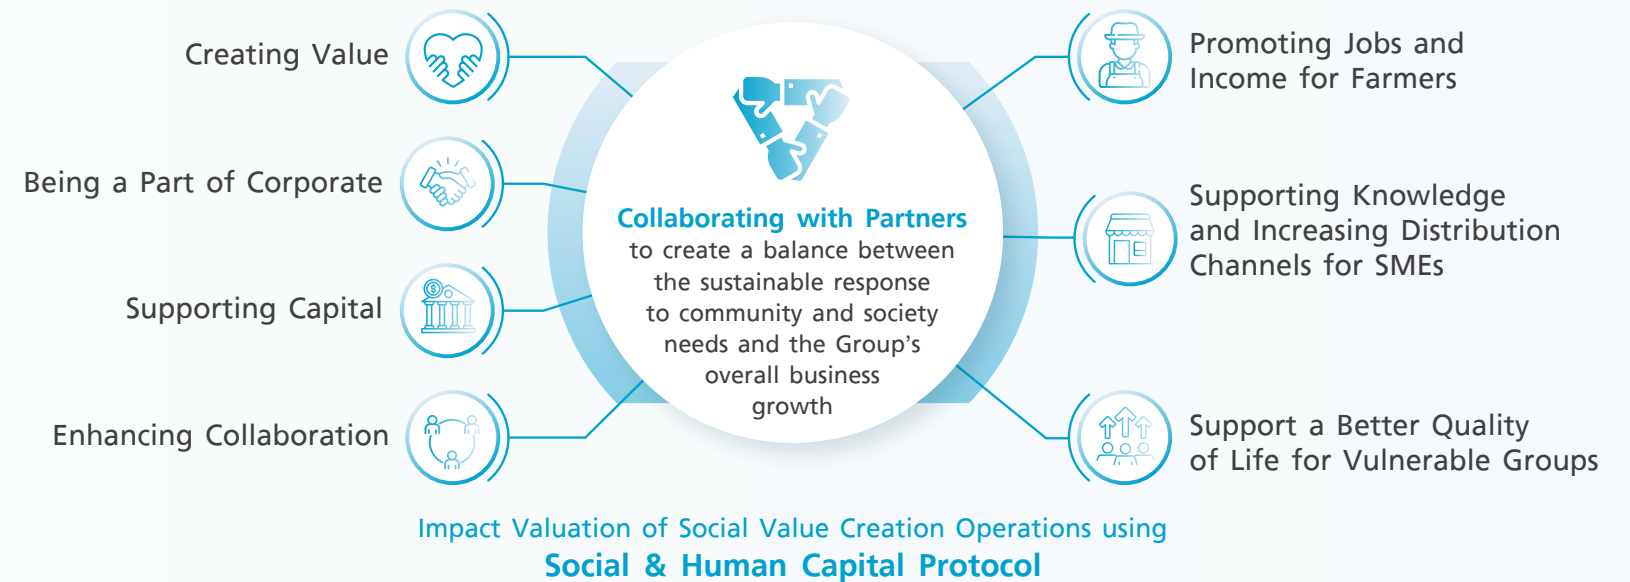 Creating Value
Being a Part of Corporate
Supporting Capital
Enhancing Collaboration
Collaborating with Partners
to create a balance between
the sustainable response
to community and society
needs and the Group’s
overall business
growth
Promoting Jobs and
Income for Farmers
Supporting Knowledge
and Increasing Distribution
Channels for SMEs
Support a Better Quality
of Life for Vulnerable Groups
Impact Valuation of Social Value Creation Operations using
Social & Human Capital Protocol